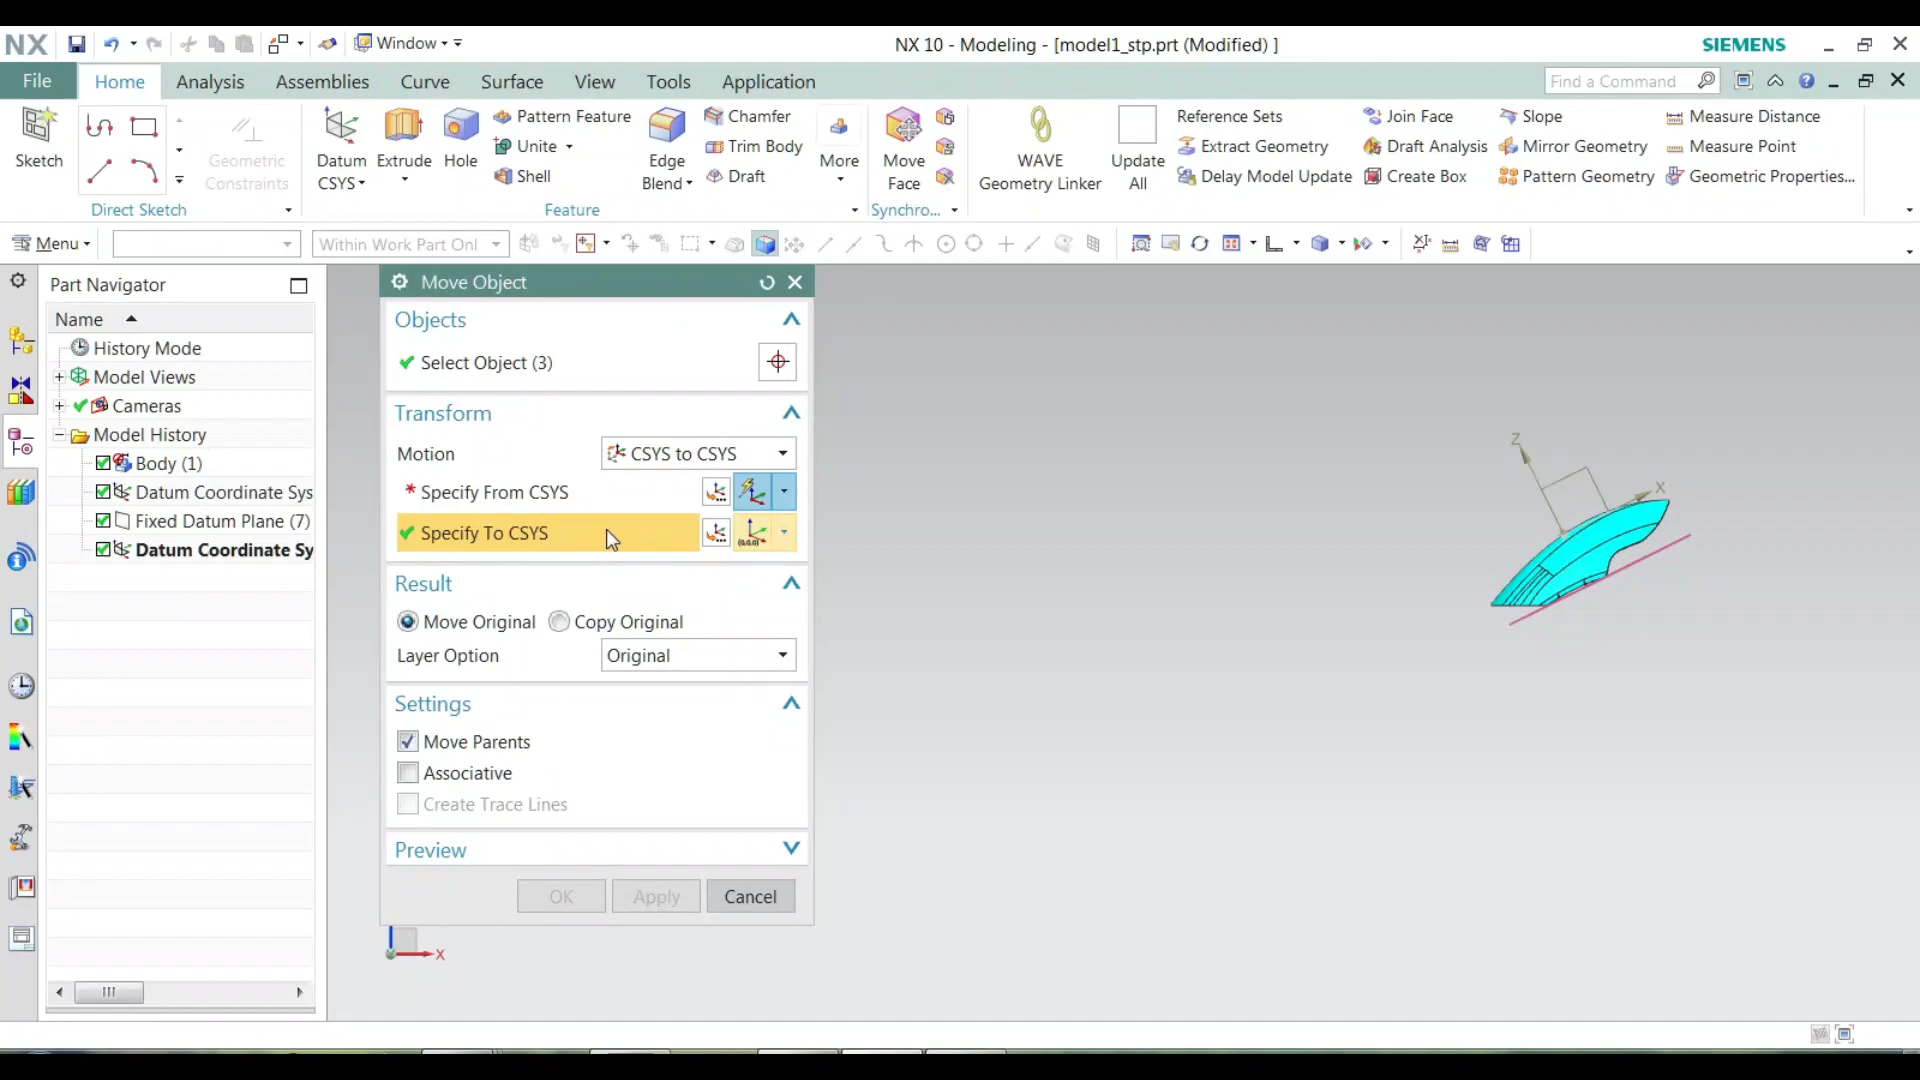 NX Window NX 10 - Modeling - [model1_stp.prt (Modified) ] SIEMENS
File Home Analysis Assemblies Curve Surface View Tools Application Find a Command
Pattern Feature Chamfer Reference Sets Join Face Slope Measure Distance
Unite Trim Body Extract Geometry Draft Analysis Mirror Geometry Measure Point
Sketch Geometric Datum Extrude Hole Edge More Move WAVE Update
Constraints CSYS Shell Blend Draft Face Geometry Linker All Delay Model Update Create Box Pattern Geometry Geometric Properties...
Direct Sketch Feature Synchro...
Menu Within Work Part Onl
Part Navigator
Name
History Mode
Model Views
Cameras
Model History
Body (1)
Datum Coordinate Sys
Fixed Datum Plane (7)
Datum Coordinate Sy
Move Object
Objects
Select Object (3)
Transform
Motion CSYS to CSYS
* Specify From CSYS
Specify To CSYS
(0,0,0)
Result
Move Original Copy Original
Layer Option Original
Settings
Move Parents
Associative
Create Trace Lines
Preview
OK Apply Cancel
Z
X
X